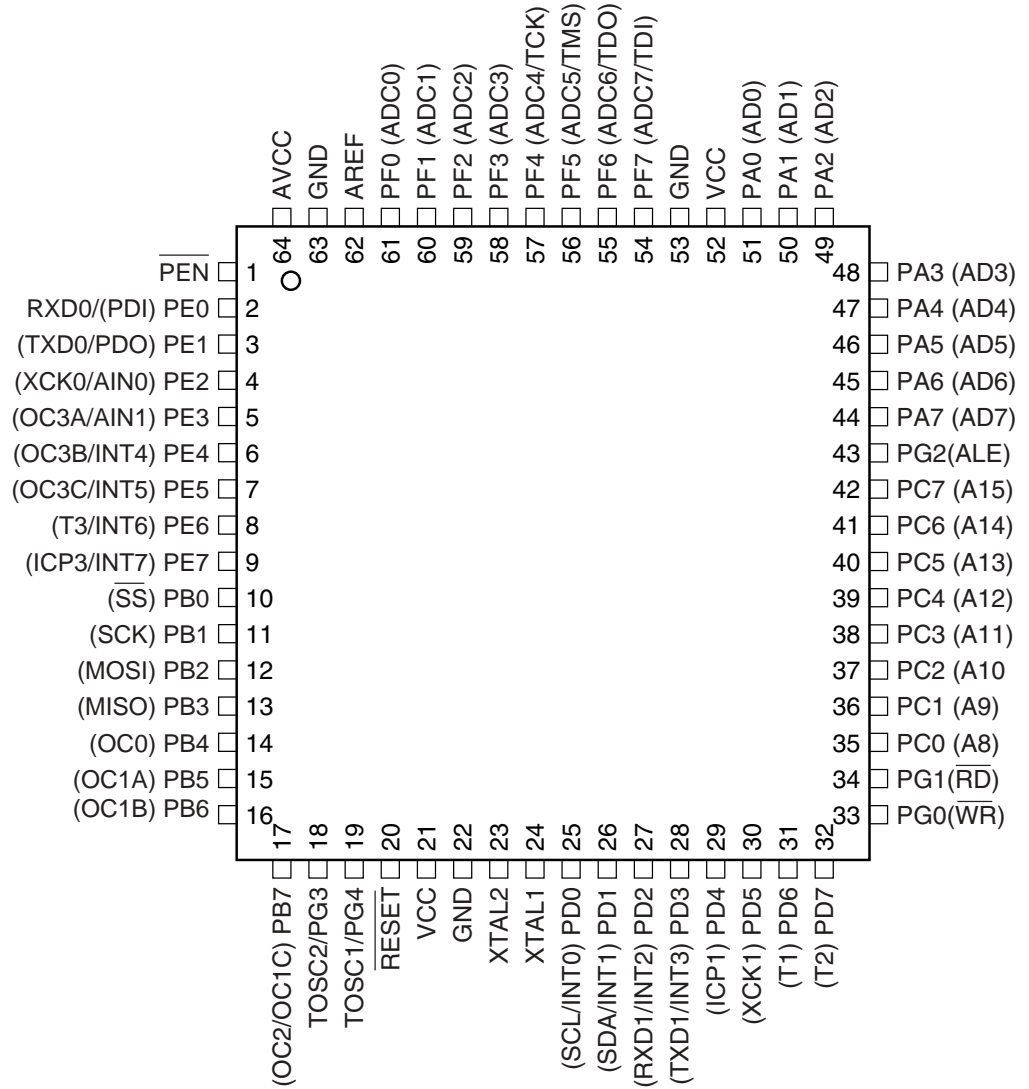 AVCC
GND
AREF
PF0 (ADC0)
PF1 (ADC1)
PF2 (ADC2)
PF3 (ADC3)
PF4 (ADC4/TCK)
PF5 (ADC5/TMS)
PF6 (ADC6/TDO)
PF7 (ADC7/TDI)
GND
VCC
PA0 (AD0)
PA1 (AD1)
PA2 (AD2)
64
63
62
61
60
59
58
57
56
55
54
53
52
51
50
49
PEN 1
RXD0/(PDI) PE0 2
(TXD0/PDO) PE1 3
(XCK0/AIN0) PE2 4
(OC3A/AIN1) PE3 5
(OC3B/INT4) PE4 6
(OC3C/INT5) PE5 7
(T3/INT6) PE6 8
(ICP3/INT7) PE7 9
(SS) PB0 10
(SCK) PB1 11
(MOSI) PB2 12
(MISO) PB3 13
(OC0) PB4 14
(OC1A) PB5 15
(OC1B) PB6 16
48 PA3 (AD3)
47 PA4 (AD4)
46 PA5 (AD5)
45 PA6 (AD6)
44 PA7 (AD7)
43 PG2(ALE)
42 PC7 (A15)
41 PC6 (A14)
40 PC5 (A13)
39 PC4 (A12)
38 PC3 (A11)
37 PC2 (A10
36 PC1 (A9)
35 PC0 (A8)
34 PG1(RD)
33 PG0(WR)
17
18
19
20
21
22
23
24
25
26
27
28
29
30
31
32
(OC2/OC1C) PB7
TOSC2/PG3
TOSC1/PG4
RESET
VCC
GND
XTAL2
XTAL1
(SCL/INT0) PD0
(SDA/INT1) PD1
(RXD1/INT2) PD2
(TXD1/INT3) PD3
(ICP1) PD4
(XCK1) PD5
(T1) PD6
(T2) PD7